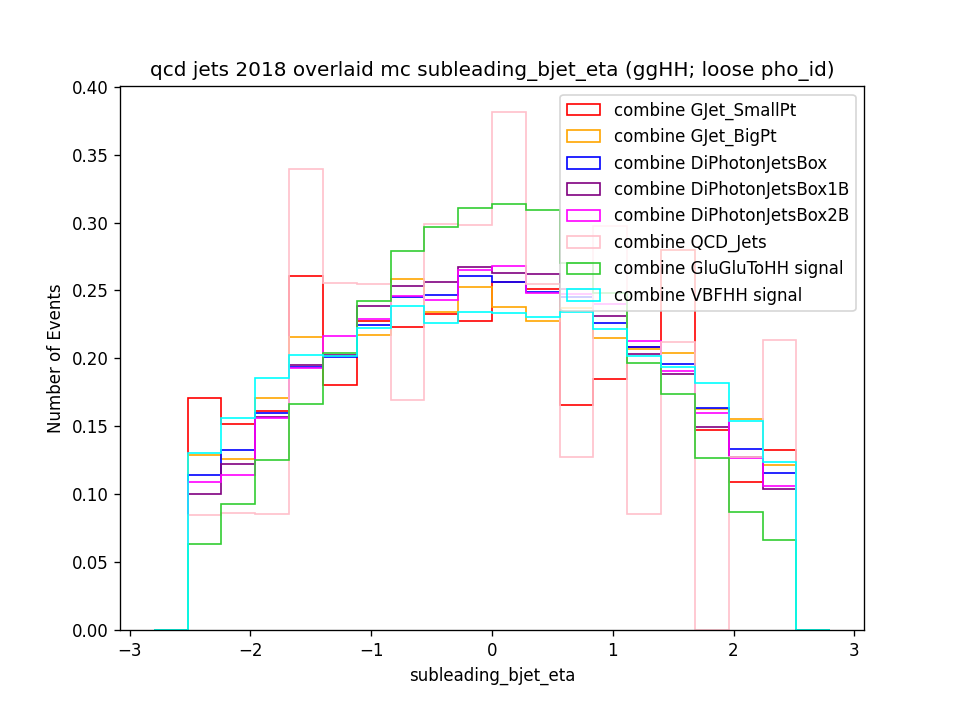 qcd jets 2018 overlaid mc subleading_bjet_eta (ggHH; loose pho_id)
0.40
0.35
0.30
0.25
0.20
0.15
0.10
0.05
0.00
Number of Events
combine GJet_SmallPt
combine GJet_BigPt
combine DiPhotonJetsBox
combine DiPhotonJetsBox1B
combine DiPhotonJetsBox2B
combine QCD_Jets
combine GluGluToHH signal
combine VBFHH signal
−3 −2 −1 0 1 2 3
subleading_bjet_eta